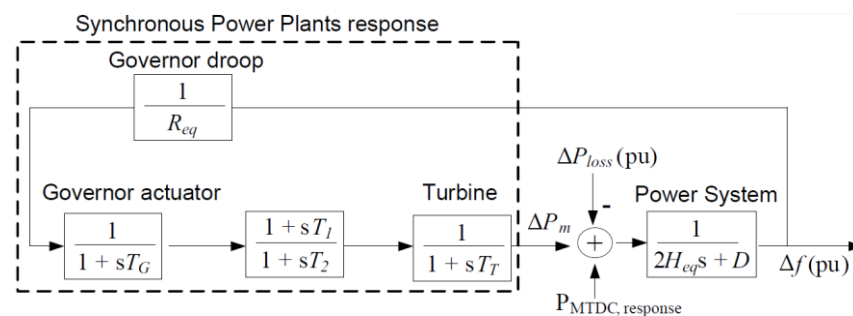 Synchronous Power Plants response
Governor droop
1
R_eq
ΔP_loss(pu)
Governor actuator
Turbine
Power System
-
1
1 + sT_G
1 + sT_1
1 + sT_2
1
1 + sT_T
ΔP_m
+
1
2H_eqs + D
Δf(pu)
P_MTDC, response